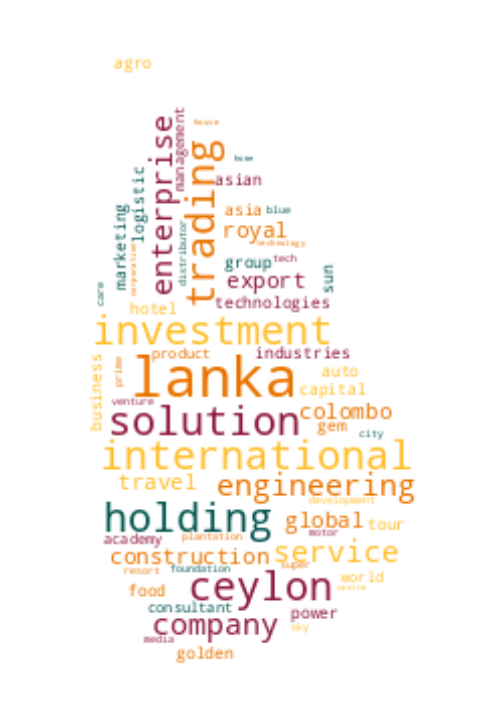 agro
house
enterprise
management
trading
home
asian
logistic
marketing
asia
blue
royal
technology
distributor
corporation
group
tech
export
sun
care
technologies
hotel
investment
product
industries
business
prime
lanka
auto
capital
venture
solution
colombo
gem
city
international
travel
engineering
development
holding
global
tour
motor
academy
plantation
construction
service
super
resort
foundation
world
food
ceylon
consultant
power
company
sky
media
golden